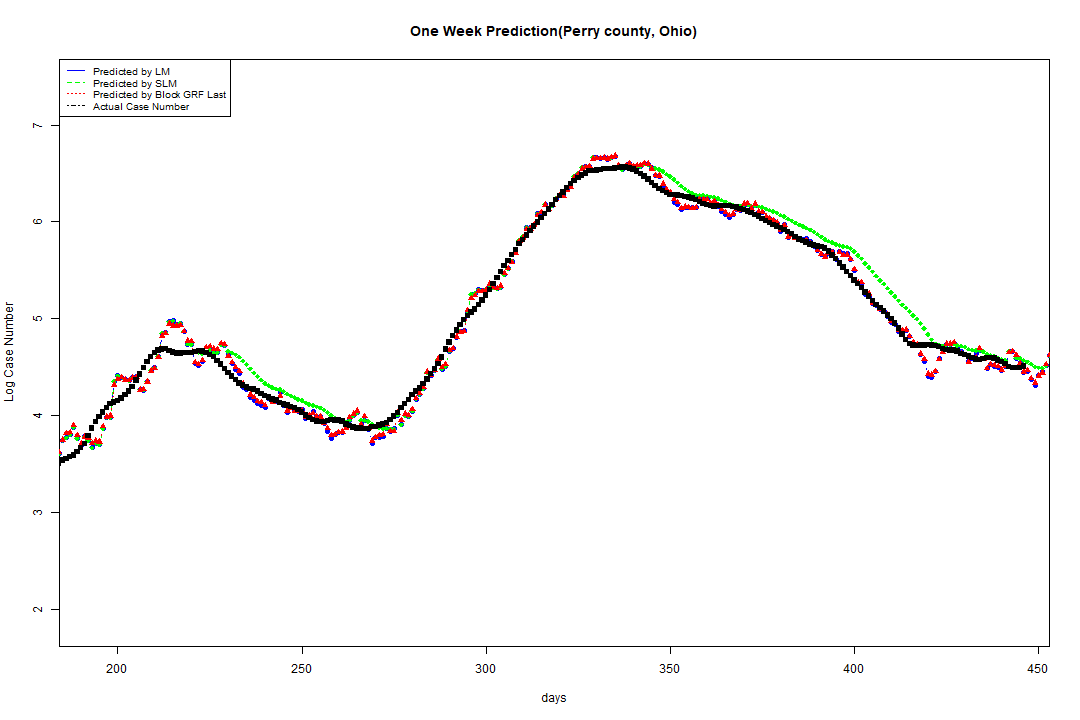 One Week Prediction(Perry county, Ohio)
Predicted by LM
Predicted by SLM
Predicted by Block GRF Last
Actual Case Number
7
6
5
4
3
2
Log Case Number
200 250 300 350 400 450
days